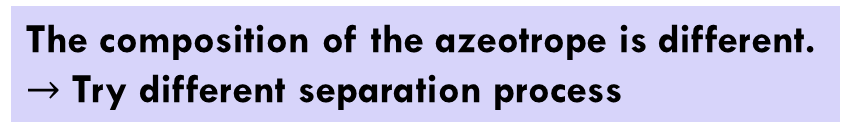 The composition of the azeotrope is different.
→ Try different separation process